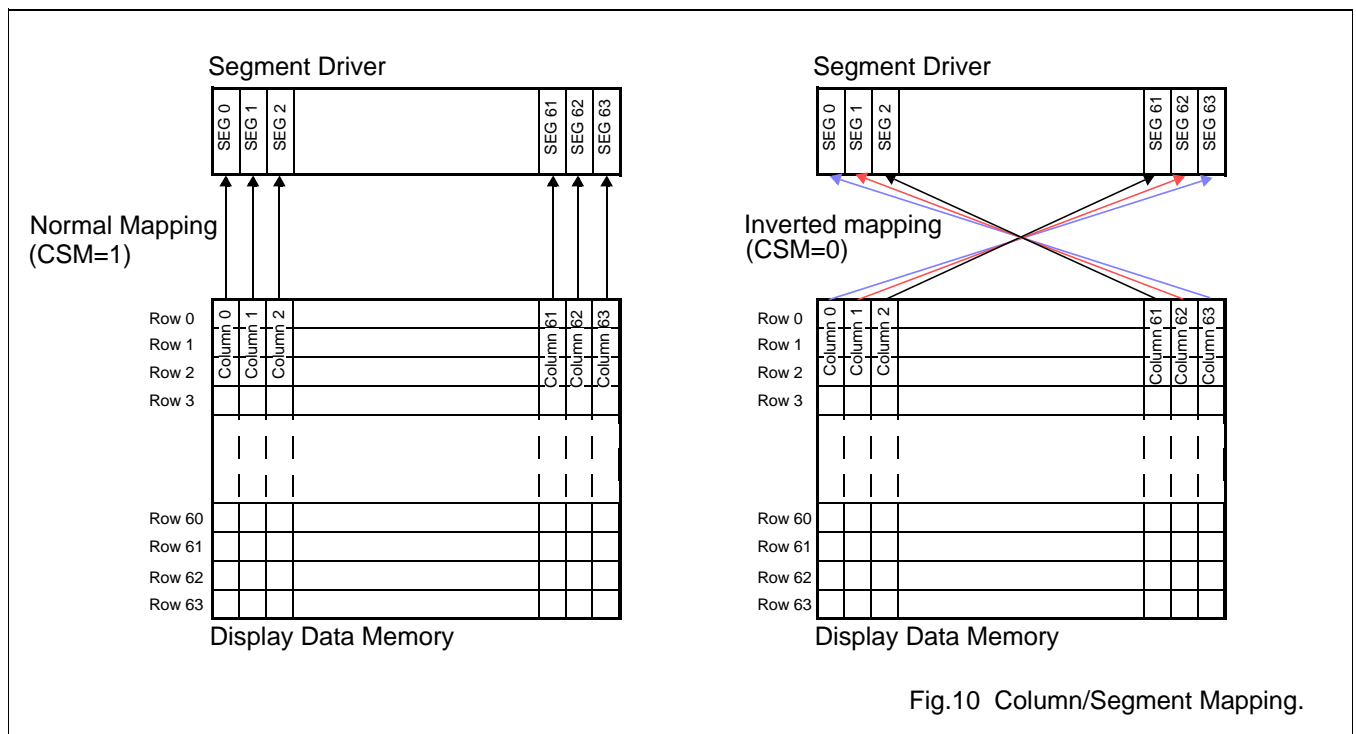 Segment Driver
SEG 0
SEG 1
SEG 2
SEG 61
SEG 62
SEG 63
Normal Mapping
(CSM=1)
Row 0
Row 1
Row 2
Row 3
Column 0
Column 1
Column 2
Column 61
Column 62
Column 63
Row 60
Row 61
Row 62
Row 63
Display Data Memory
Segment Driver
SEG 0
SEG 1
SEG 2
SEG 61
SEG 62
SEG 63
Inverted mapping
(CSM=0)
Row 0
Row 1
Row 2
Row 3
Column 0
Column 1
Column 2
Column 61
Column 62
Column 63
Row 60
Row 61
Row 62
Row 63
Display Data Memory
Fig.10 Column/Segment Mapping.